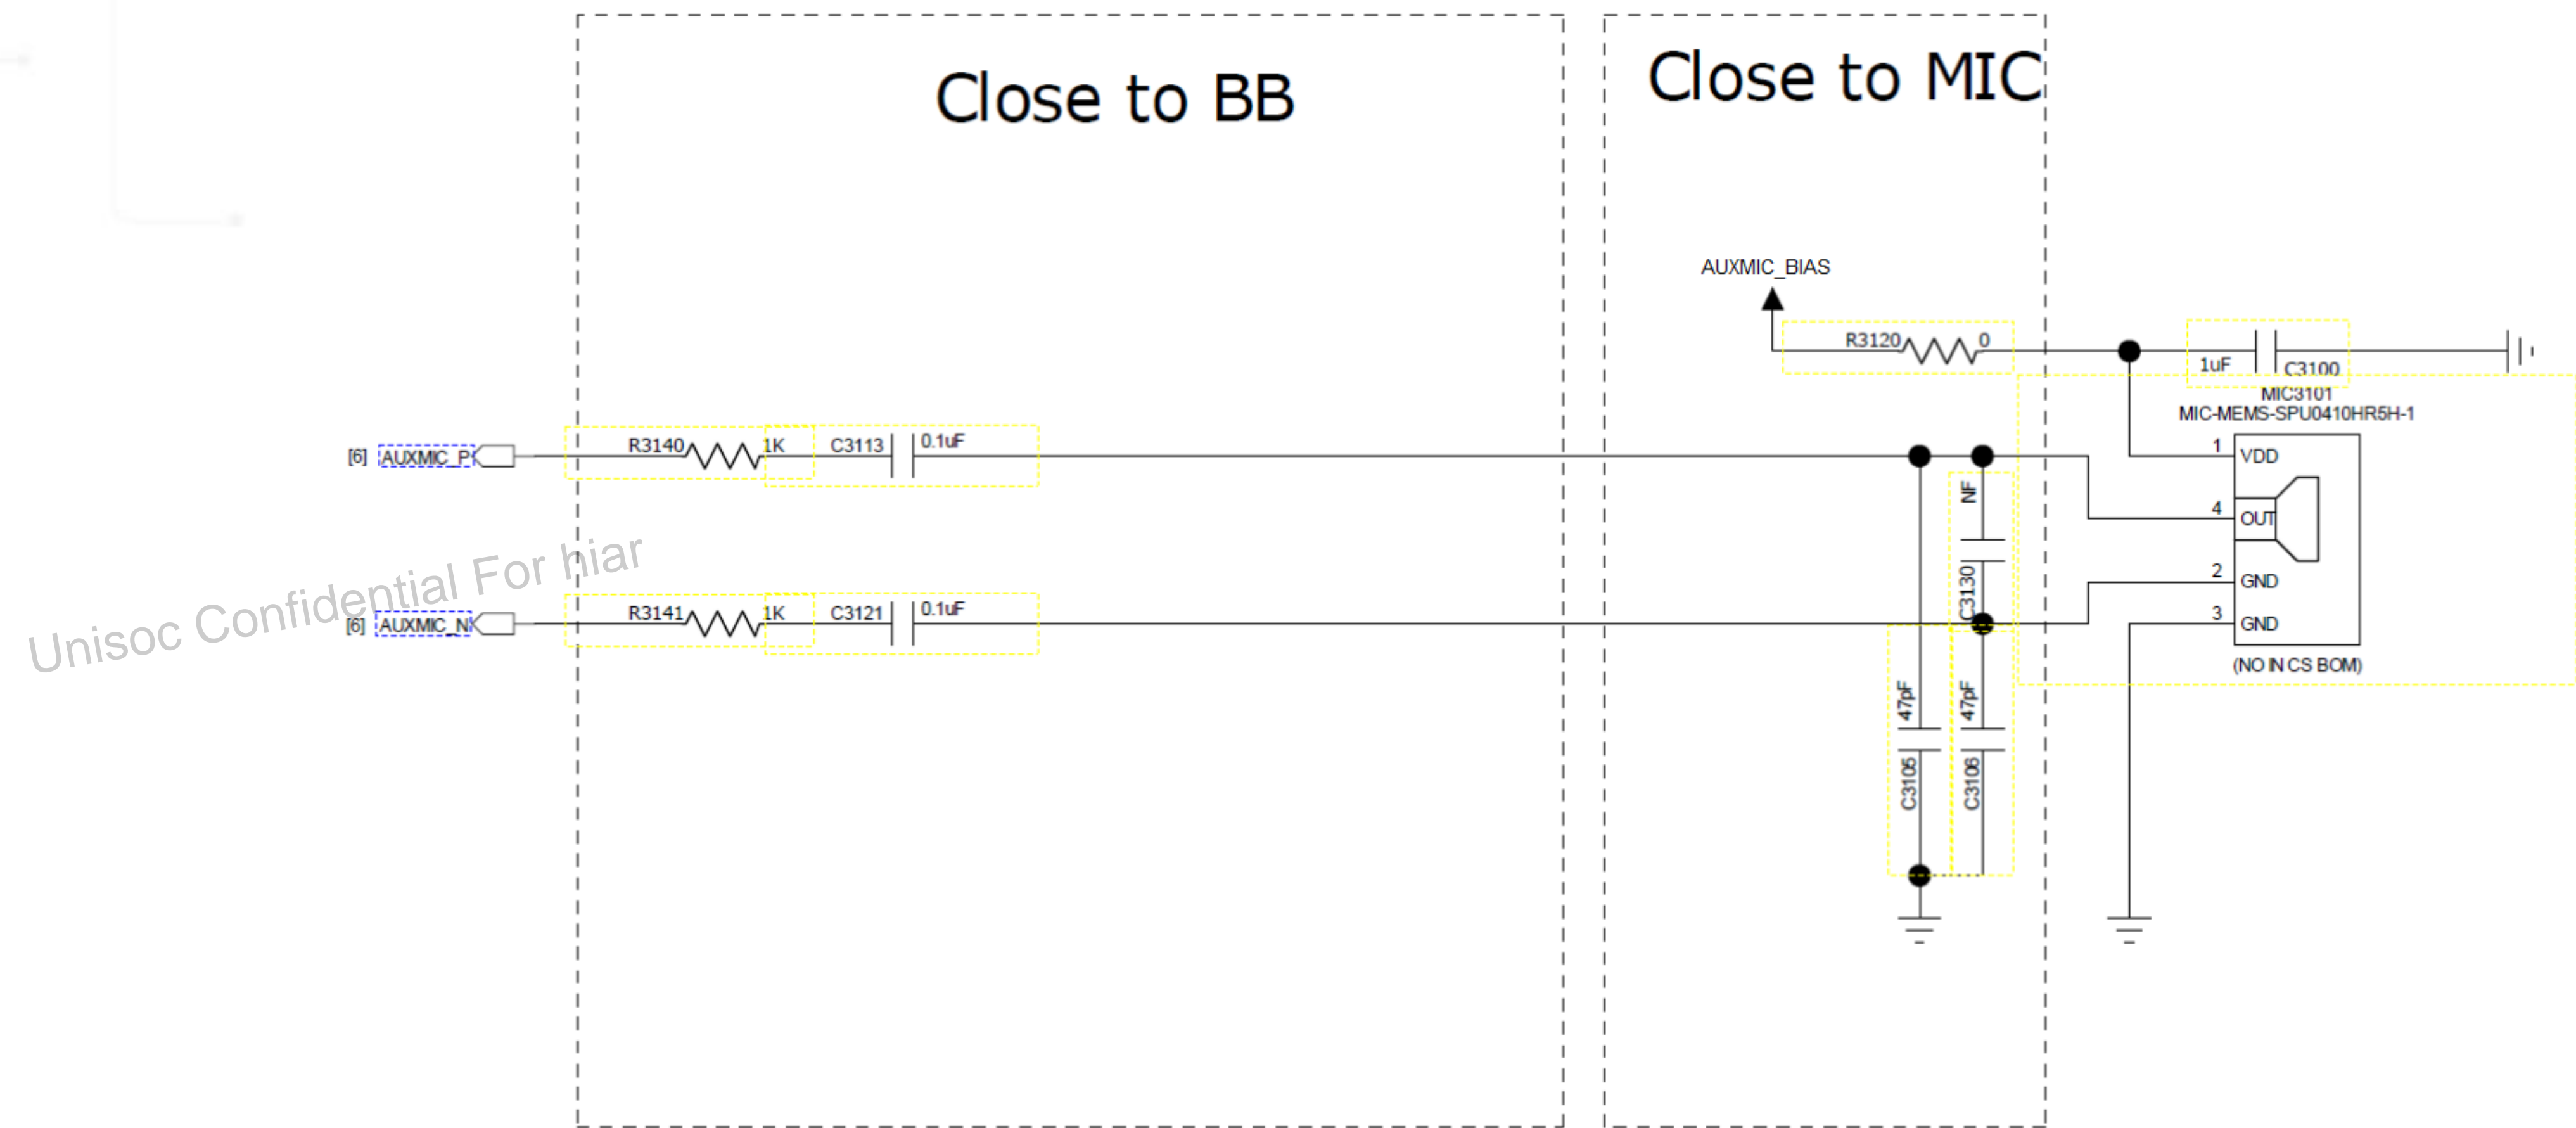 Close to BB
Close to MIC
AUXMIC_BIAS
R3120
0
1uF
C3100
MIC3101
MIC-MEMS-SPU0410HR5H-1
[6]
AUXMIC_P
R3140
1K
C3113
0.1uF
1
VDD
NF
C3130
4
OUT
2
GND
[6]
AUXMIC_N
R3141
1K
C3121
0.1uF
3
GND
(NO IN CS BOM)
47pF
C3105
47pF
C3106
Unisoc Confidential For hiar